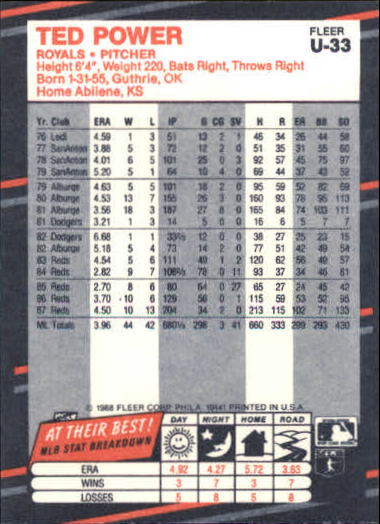 TED POWER
FLEER
U-33
ROYALS • PITCHER
Height 6'4", Weight 220, Bats Right, Throws Right
Born 1-31-55, Guthrie, OK
Home Abilene, KS
Yr. Club ERA W L IP G CG SV H R ER BB SO
76 Lodi 4.59 1 3 51 13 2 1 46 34 26 44 58
77 SanAnton 3.88 5 3 72 12 2 0 51 35 31 55 60
78 SanAnton 4.01 6 5 101 25 0 3 92 57 45 75 97
79 SanAnton 5.20 5 1 64 10 4 0 69 44 37 43 52
79 Alburqe 4.63 5 5 101 18 2 0 95 59 52 82 69
80 Alburqe 4.53 13 7 155 26 3 0 160 93 78 95 113
81 Alburqe 3.56 18 3 187 27 8 0 165 84 74 103 111
81 Dodgers 3.21 1 3 14 5 0 0 16 6 5 7 7
82 Dodgers 6.68 1 1 33⅔ 12 0 0 38 27 25 23 15
82 Alburqe 5.18 5 4 73 14 2 0 77 51 42 49 54
83 Reds 4.54 5 6 111 49 1 2 120 62 56 49 57
84 Reds 2.82 9 7 108⅔ 78 0 11 93 37 34 46 81
85 Reds 2.70 8 6 80 64 0 27 65 27 24 45 42
86 Reds 3.70 10 6 129 56 0 1 115 59 53 52 95
87 Reds 4.50 10 13 204 34 2 0 213 115 102 71 133
ML Totals 3.96 44 42 680⅓ 298 3 41 660 333 299 293 430
© 1988 FLEER CORP. PHILA. 19141 PRINTED IN U.S.A.
AT THEIR BEST!
MLB STAT BREAKDOWN
DAY NIGHT HOME ROAD
ERA 4.92 4.27 5.72 3.63
WINS 3 7 3 7
LOSSES 5 8 5 8